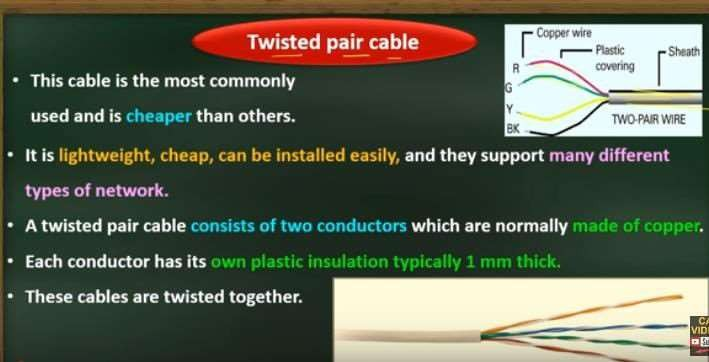 Twisted pair cable
Copper wire
Plastic
covering
Sheath
R
G
Y
BK
TWO-PAIR WIRE
• This cable is the most commonly
used and is cheaper than others.
• It is lightweight, cheap, can be installed easily, and they support many different
types of network.
• A twisted pair cable consists of two conductors which are normally made of copper.
• Each conductor has its own plastic insulation typically 1 mm thick.
• These cables are twisted together.